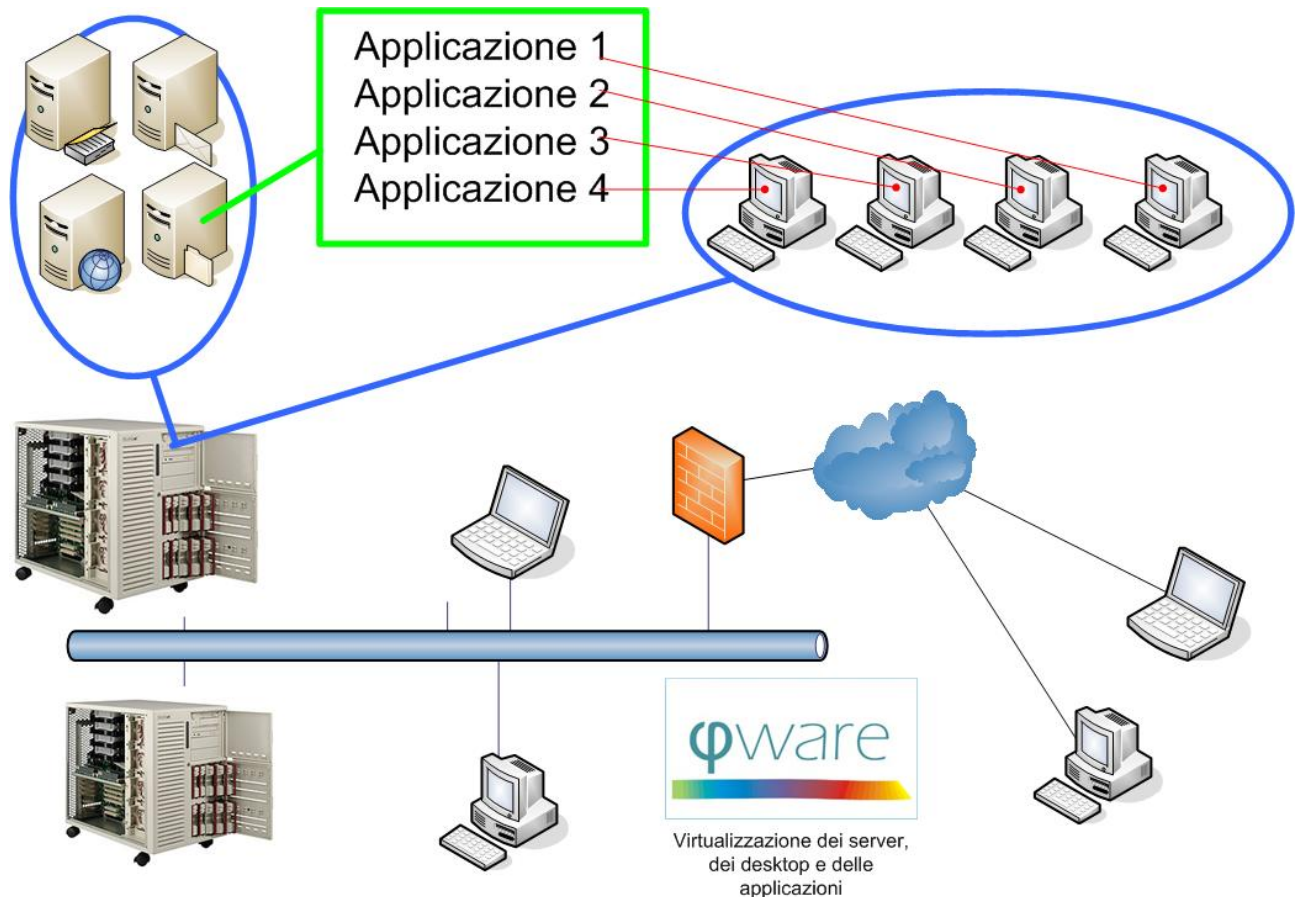 Applicazione 1
Applicazione 2
Applicazione 3
Applicazione 4
φware
Virtualizzazione dei server,
dei desktop e delle
applicazioni